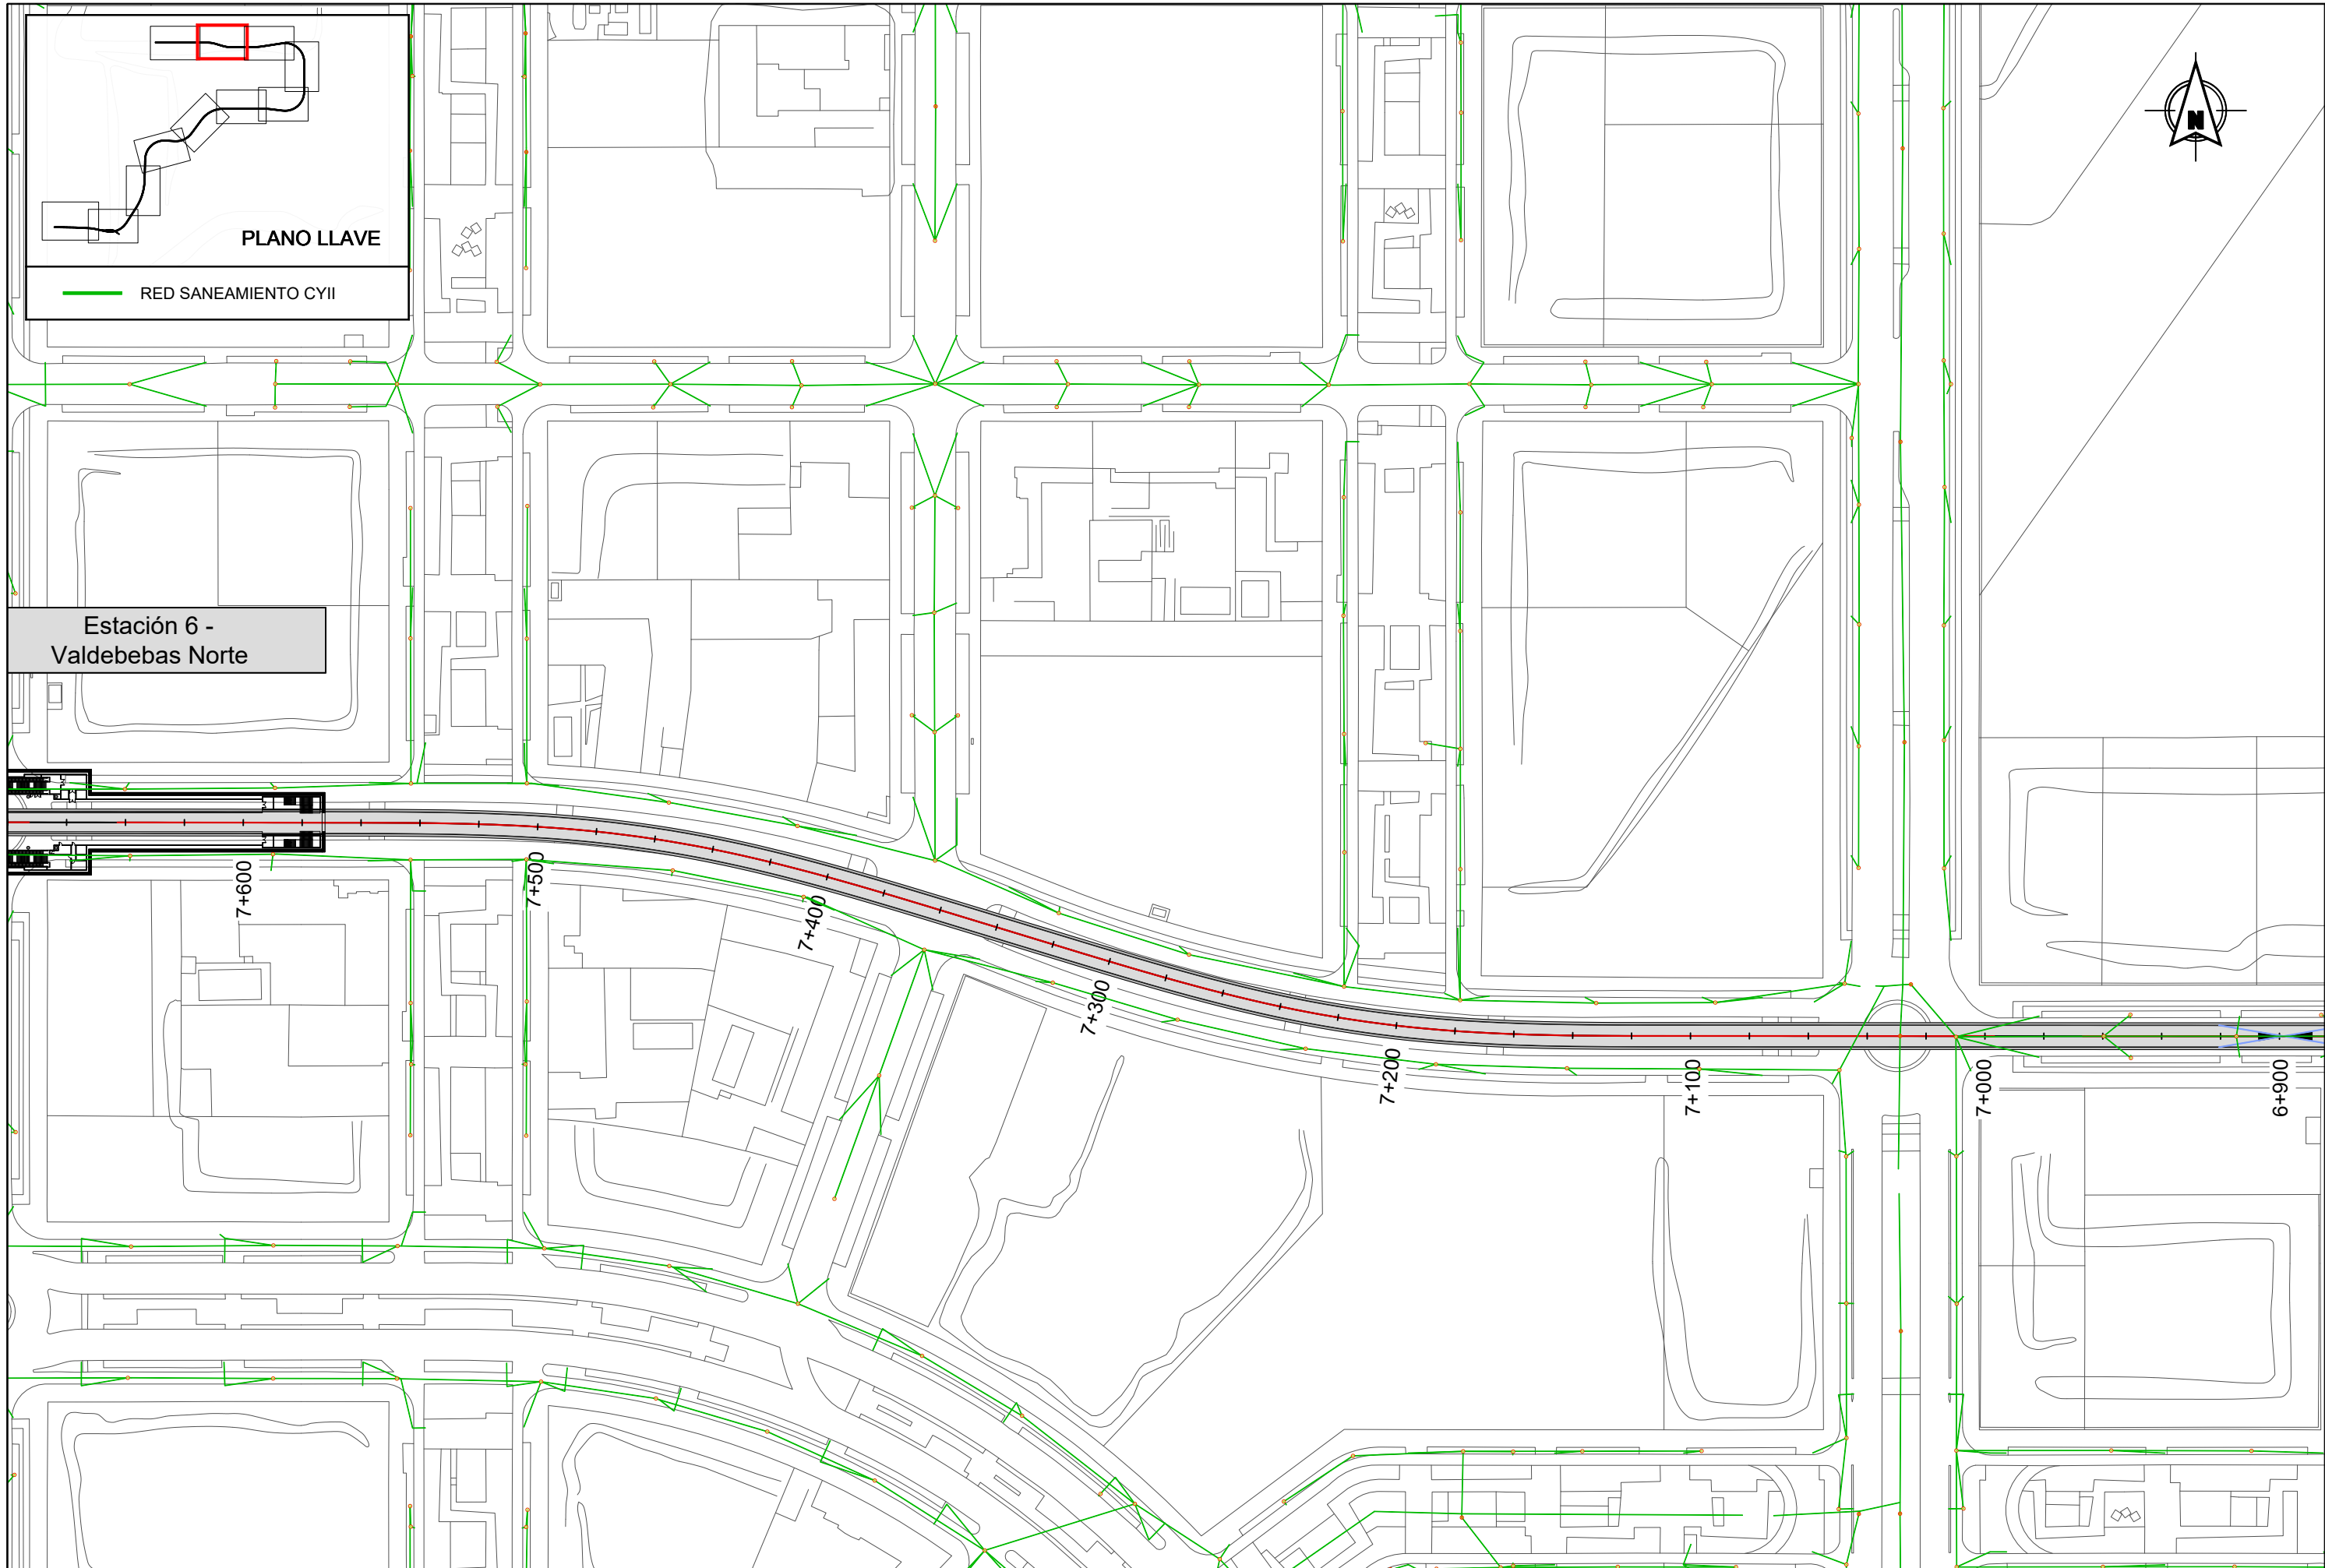 N
PLANO LLAVE
RED SANEAMIENTO CYII
Estación 6 -
Valdebebas Norte
7+600
7+500
7+400
7+300
7+200
7+100
7+000
6+900